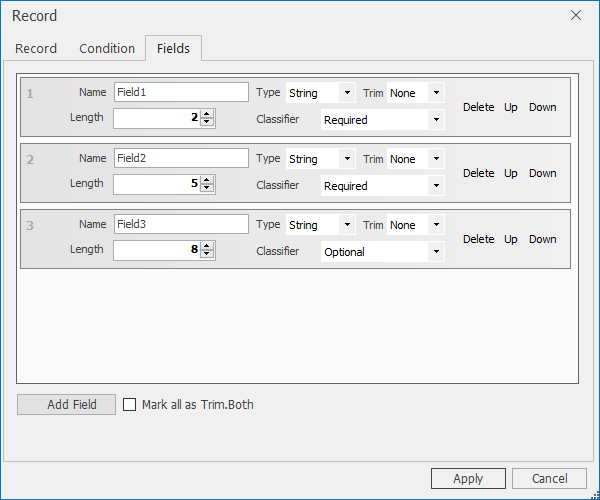 Record
Record Condition Fields
1 Name Field1 Type String Trim None
Length 2 Classifier Required Delete Up Down
2 Name Field2 Type String Trim None
Length 5 Classifier Required Delete Up Down
3 Name Field3 Type String Trim None
Length 8 Classifier Optional Delete Up Down
Add Field Mark all as Trim.Both
Apply Cancel